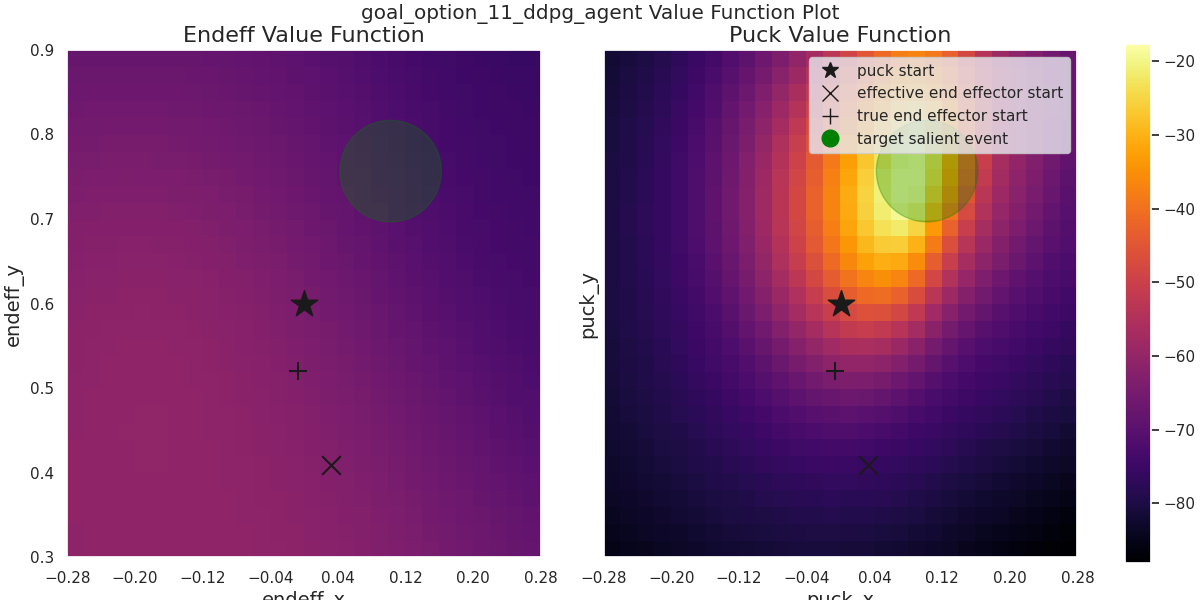 goal_option_11_ddpg_agent Value Function Plot
Endeff Value Function
Puck Value Function
0.9
0.8
0.7
0.6
0.5
0.4
0.3
endeff_y
−0.28 −0.20 −0.12 −0.04 0.04 0.12 0.20 0.28
endeff_x
puck start
effective end effector start
true end effector start
target salient event
puck_y
−0.28 −0.20 −0.12 −0.04 0.04 0.12 0.20 0.28
puck_x
−20
−30
−40
−50
−60
−70
−80